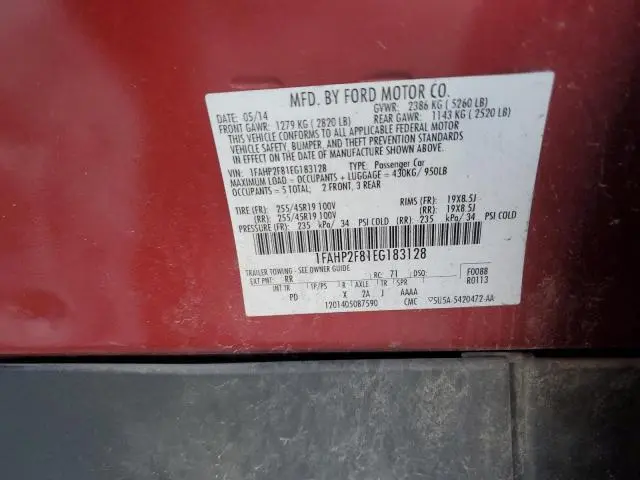 MFD. BY FORD MOTOR CO.
DATE: 05/14 GVWR: 2386 KG ( 5260 LB)
FRONT GAWR: 1279 KG ( 2820 LB) REAR GAWR: 1143 KG ( 2520 LB)
THIS VEHICLE CONFORMS TO ALL APPLICABLE FEDERAL MOTOR
VEHICLE SAFETY, BUMPER, AND THEFT PREVENTION STANDARDS
IN EFFECT ON THE DATE OF MANUFACTURE SHOWN ABOVE.
VIN: 1FAHP2F81EG183128 TYPE: Passenger Car
MAXIMUM LOAD = OCCUPANTS + LUGGAGE = 430KG/ 950LB
OCCUPANTS = 5 TOTAL; 2 FRONT, 3 REAR
TIRE (FR): 255/45R19 100V RIMS (FR): 19X8.5J
(RR): 255/45R19 100V (RR): 19X8.5J
PRESSURE (FR): 235 kPa/ 34 PSI COLD (RR): 235 kPa/ 34 PSI COLD
1FAHP2F81EG183128
TRAILER TOWING - SEE OWNER GUIDE
EXT PNT: RR RC: 71 DSO: F0088
INT TR TP/PS R AXLE TR SPR R0113
PD X 2A J AAAA
1201405087590 CMC 5U5A-5420472-AA